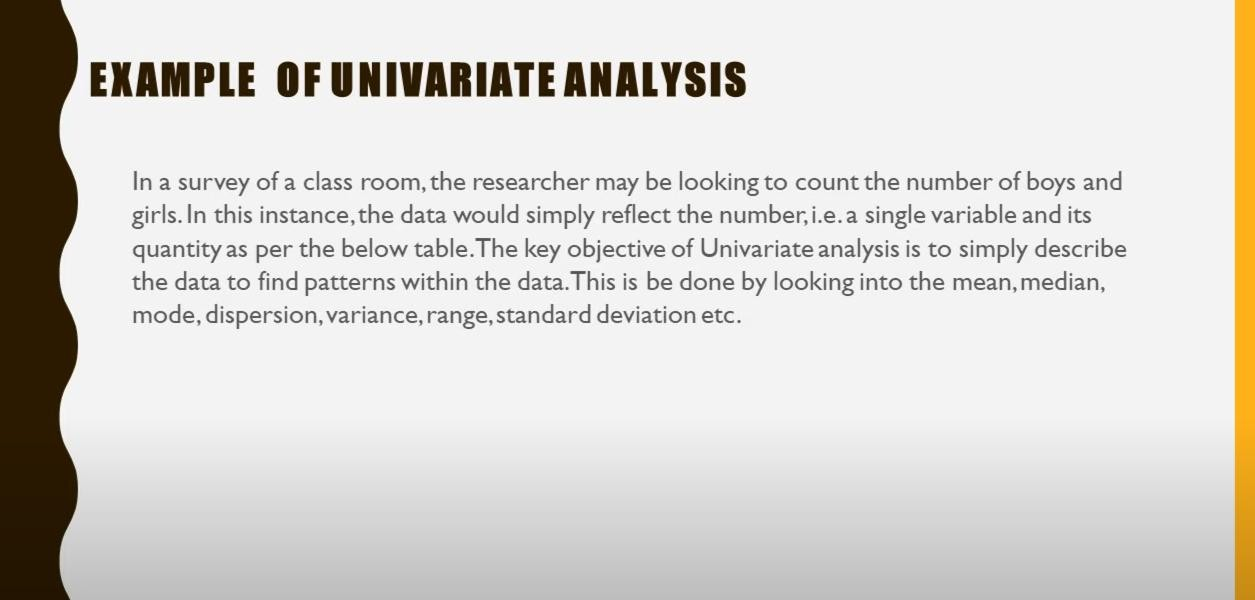 EXAMPLE OF UNIVARIATE ANALYSIS
In a survey of a class room, the researcher may be looking to count the number of boys and
girls. In this instance, the data would simply reflect the number, i.e. a single variable and its
quantity as per the below table. The key objective of Univariate analysis is to simply describe
the data to find patterns within the data. This is be done by looking into the mean, median,
mode, dispersion, variance, range, standard deviation etc.